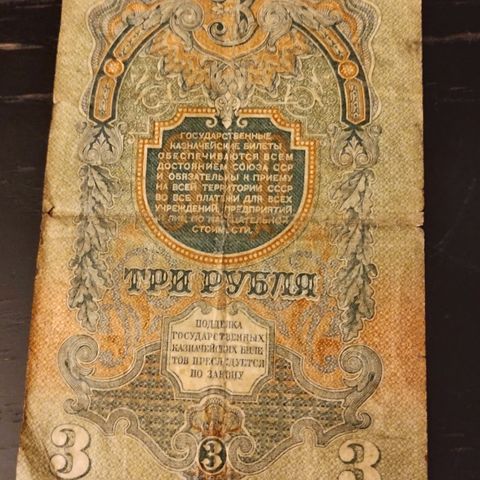 3
ГОСУДАРСТВЕННЫЕ
КАЗНАЧЕЙСКИЕ БИЛЕТЫ
ОБЕСПЕЧИВАЮТСЯ ВСЕМ
ДОСТОЯНИЕМ СОЮЗА ССР
И ОБЯЗАТЕЛЬНЫ К ПРИЕМУ
НА ВСЕЙ ТЕРРИТОРИИ СССР
ВО ВСЕ ПЛАТЕЖИ ДЛЯ ВСЕХ
УЧРЕЖДЕНИЙ, ПРЕДПРИЯТИЙ
И ЛИЦ ПО НАРИЦАТЕЛЬНОЙ
СТОИМОСТИ.
ТРИ РУБЛЯ
ПОДДЕЛКА
ГОСУДАРСТВЕННЫХ
КАЗНАЧЕЙСКИХ БИЛЕ
ТОВ ПРЕСЛЕДУЕТСЯ
ПО ЗАКОНУ
3 3 3